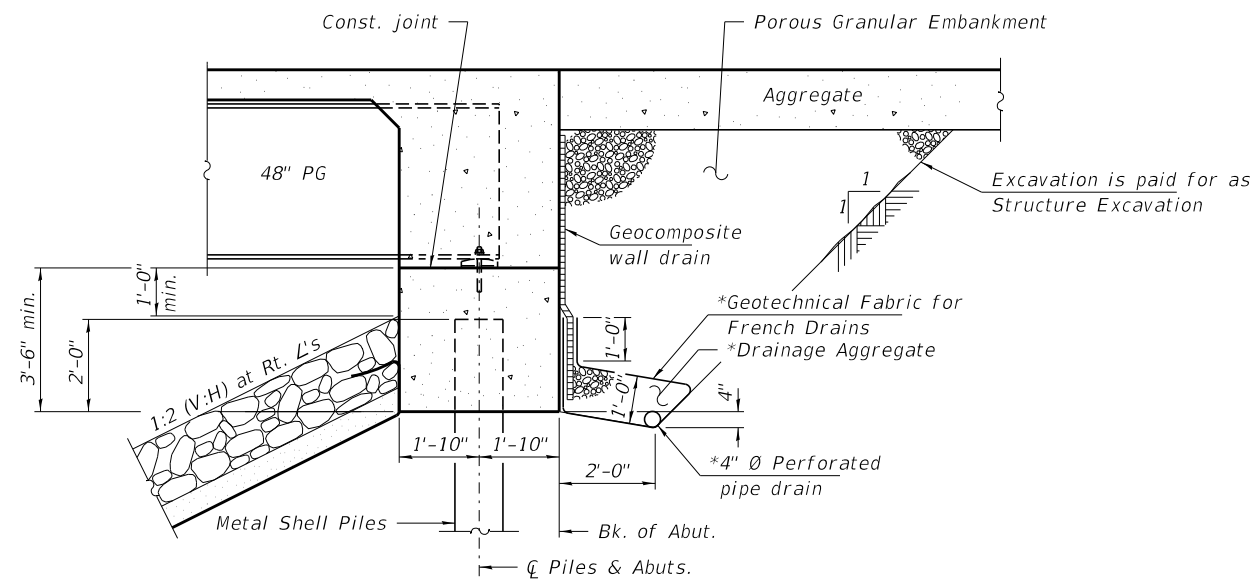 Const. joint
Porous Granular Embankment
Aggregate
48" PG
Excavation is paid for as
Structure Excavation
1
1
Geocomposite
wall drain
1'-0"
min.
3'-6" min.
2'-0"
*Geotechnical Fabric for
French Drains
*Drainage Aggregate
1'-0"
1'-0"
4"
1:2 (V:H) at Rt. ∠'s
1'-10"
1'-10"
2'-0"
*4" Ø Perforated
pipe drain
Metal Shell Piles
Bk. of Abut.
℄ Piles & Abuts.